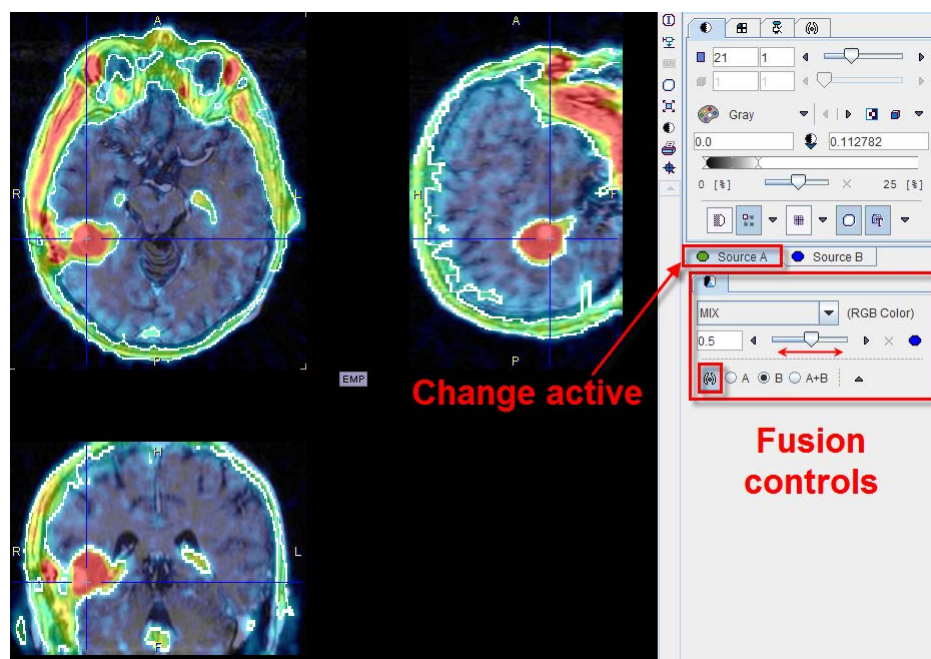 A
A
R
L
H
F
P
P
EMP
H
R
L
F
21 1
1 1
Gray
0.0 0.112782
0 [%] 25 [%]
Source A Source B
MIX (RGB Color)
0.5
A B A+B
Change active
Fusion
controls